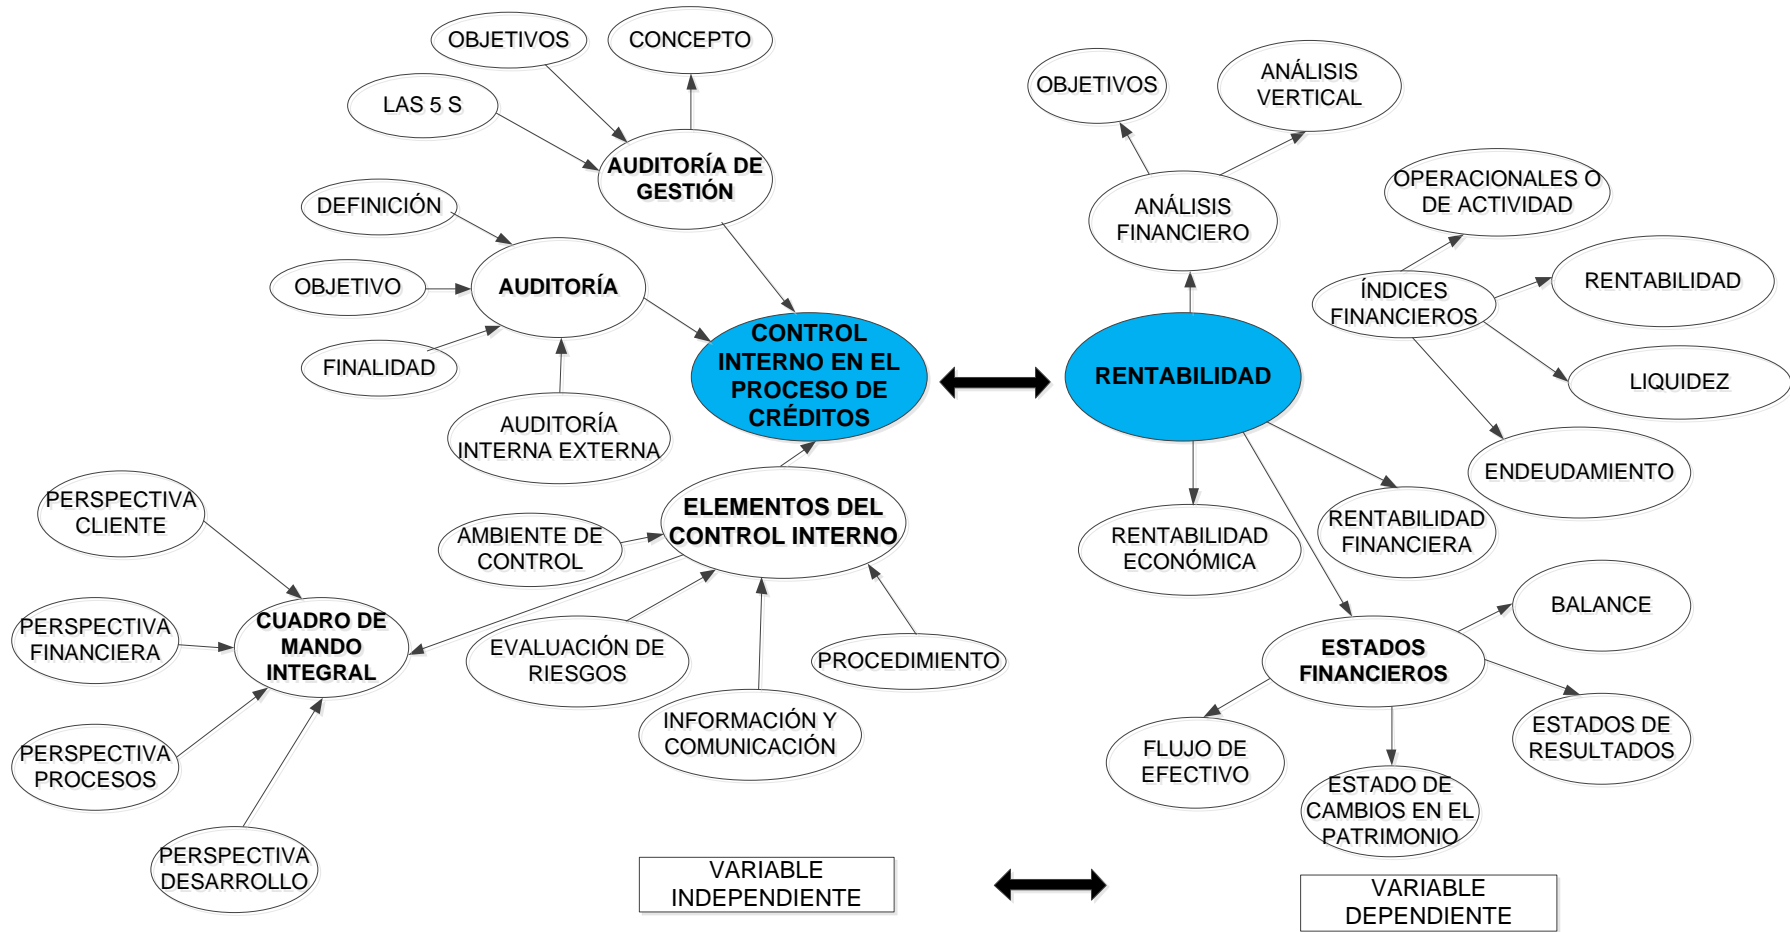 OBJETIVOS
CONCEPTO
LAS 5 S
AUDITORÍA DE
GESTIÓN
DEFINICIÓN
OBJETIVO
AUDITORÍA
FINALIDAD
AUDITORÍA
INTERNA EXTERNA
CONTROL
INTERNO EN EL
PROCESO DE
CRÉDITOS
ELEMENTOS DEL
CONTROL INTERNO
AMBIENTE DE
CONTROL
EVALUACIÓN DE
RIESGOS
INFORMACIÓN Y
COMUNICACIÓN
PROCEDIMIENTO
PERSPECTIVA
CLIENTE
PERSPECTIVA
FINANCIERA
CUADRO DE
MANDO
INTEGRAL
PERSPECTIVA
PROCESOS
PERSPECTIVA
DESARROLLO
VARIABLE
INDEPENDIENTE
OBJETIVOS
ANÁLISIS
VERTICAL
ANÁLISIS
FINANCIERO
OPERACIONALES O
DE ACTIVIDAD
ÍNDICES
FINANCIEROS
RENTABILIDAD
LIQUIDEZ
ENDEUDAMIENTO
RENTABILIDAD
RENTABILIDAD
ECONÓMICA
RENTABILIDAD
FINANCIERA
ESTADOS
FINANCIEROS
BALANCE
ESTADOS DE
RESULTADOS
FLUJO DE
EFECTIVO
ESTADO DE
CAMBIOS EN EL
PATRIMONIO
VARIABLE
DEPENDIENTE